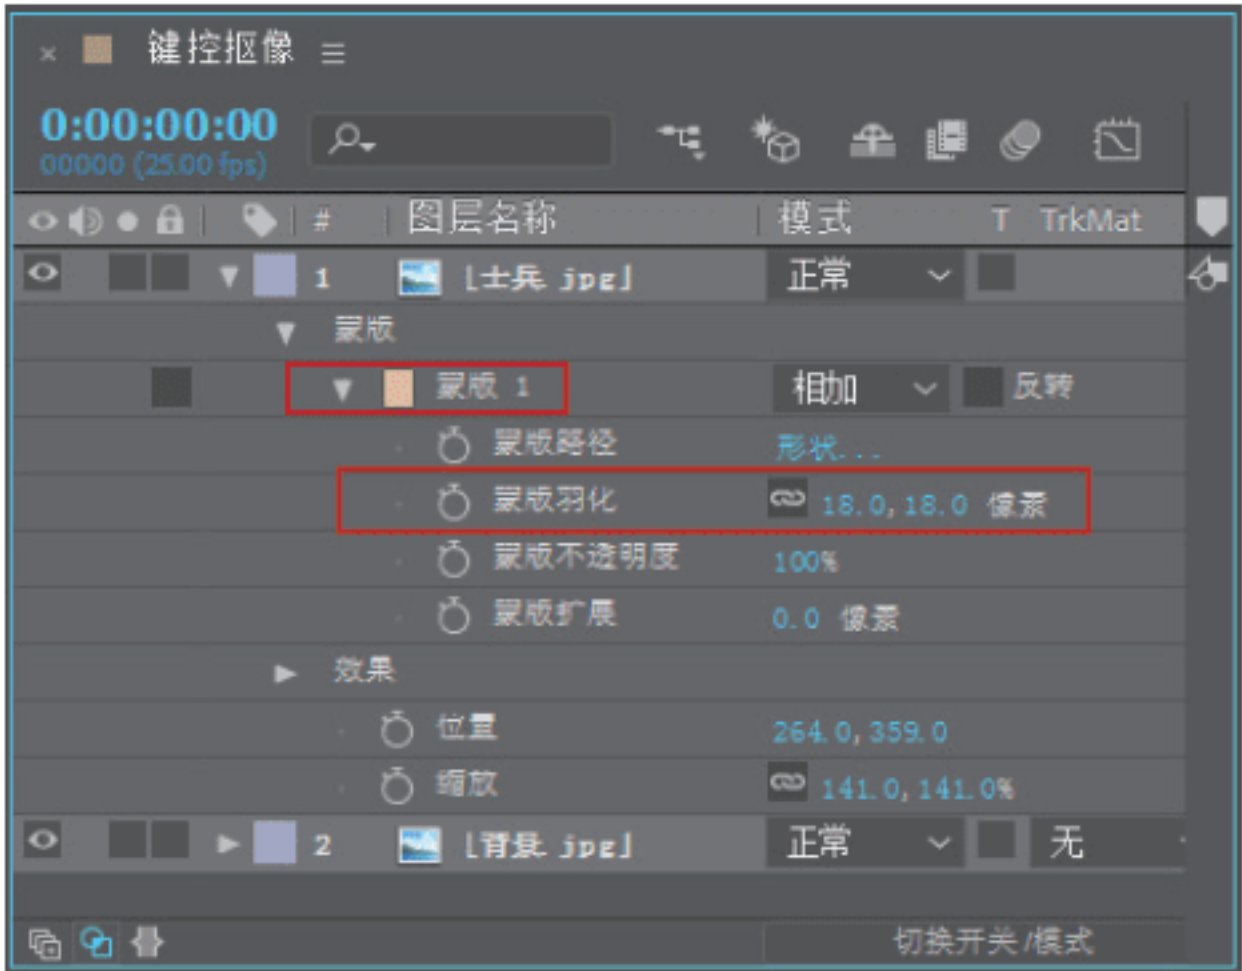 × 键控抠像 ≡
0:00:00:00
00000 (25.00 fps)
# 图层名称 模式 T TrkMat
1 [士兵.jpg] 正常
蒙版
蒙版 1 相加 反转
蒙版路径 形状...
蒙版羽化 18.0,18.0 像素
蒙版不透明度 100%
蒙版扩展 0.0 像素
效果
位置 264.0,359.0
缩放 141.0,141.0%
2 [背景.jpg] 正常 无
切换开关/模式